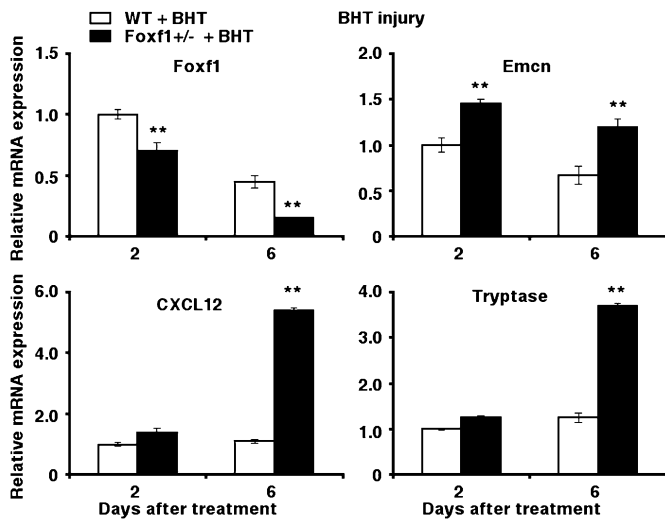 WT + BHT
BHT injury
Foxf1+/- + BHT
Foxf1
Relative mRNA expression
1.5
1.0
0.5
0
**
**
2
6
Emcn
2.0
1.5
1.0
0.5
0
**
**
2
6
CXCL12
Relative mRNA expression
6.0
4.0
2.0
0
**
2
6
Days after treatment
Tryptase
4.0
3.0
2.0
1.0
0
**
2
6
Days after treatment